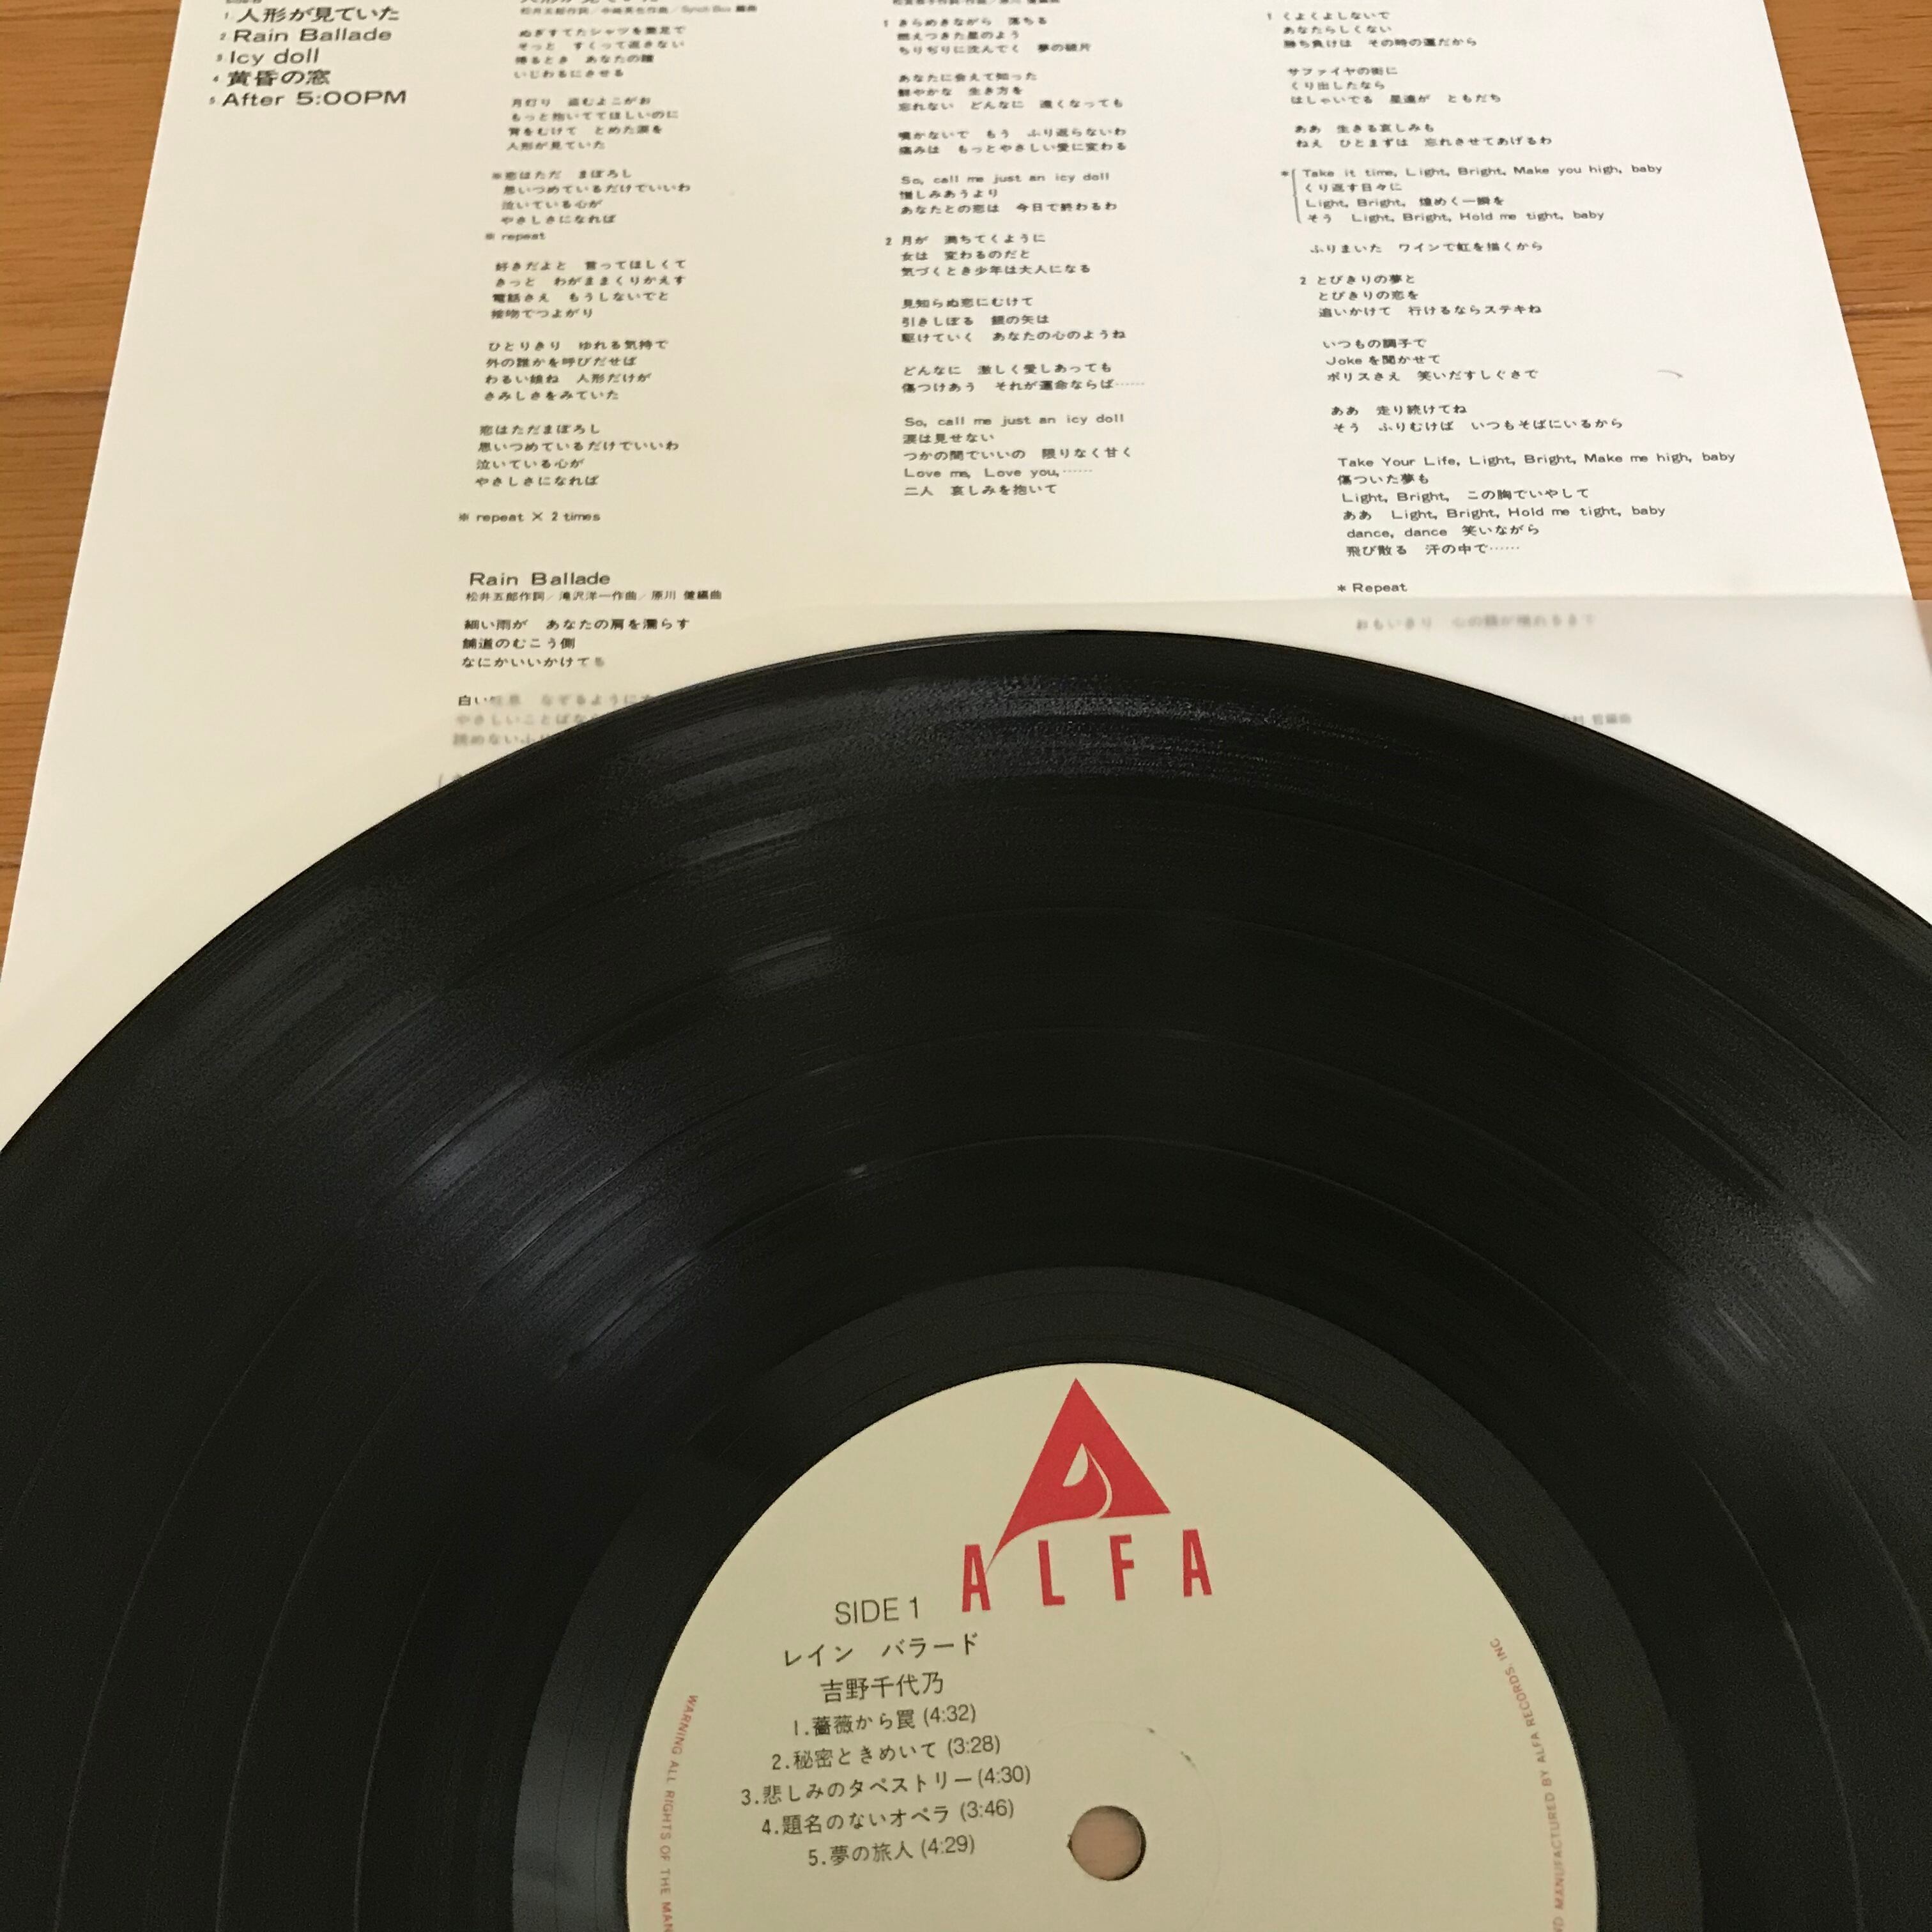 1 人形が見ていた
2 Rain Ballade
3 Icy doll
4 黄昏の窓
5 After 5:00PM
そっと すくって返さない
帰るとき あなたの瞳
いじわるにさせる
月灯り 盗むよこがお
もっと抱いててほしいのに
背をむけて とめた涙を
人形が見ていた
※恋はただ まぼろし
思いつめているだけでいいわ
泣いている心が
やさしさになれば
※ repeat
好きだよと 言ってほしくて
きっと わがままくりかえす
電話さえ もうしないでと
接吻でつよがり
ひとりきり ゆれる気持で
外の誰かを呼びだせば
わるい娘ね 人形だけが
さみしさをみていた
恋はただまぼろし
思いつめているだけでいいわ
泣いている心が
やさしさになれば
※ repeat × 2 times
Rain Ballade
松井五郎作詞／滝沢洋一作曲／原川 健編曲
細い雨が あなたの肩を濡らす
舗道のむこう側
なにかいいかけてる
1 きらめきながら 落ちる
燃えつきた星のよう
ちりぢりに沈んでく 夢の破片
あなたに会えて知った
鮮やかな 生き方を
忘れない どんなに 遠くなっても
嘆かないで もう ふり返らないわ
痛みは もっとやさしい愛に変わる
So, call me just an icy doll
憎しみあうより
あなたとの恋は 今日で終わるわ
2 月が 満ちてくように
女は 変わるのだと
気づくとき少年は大人になる
見知らぬ恋にむけて
引きしぼる 銀の矢は
駆けていく あなたの心のようね
どんなに 激しく愛しあっても
傷つけあう それが運命ならば……
So, call me just an icy doll
涙は見せない
つかの間でいいの 限りなく甘く
Love me, Love you,……
二人 哀しみを抱いて
1 くよくよしないで
あなたらしくない
勝ち負けは その時の運だから
サファイヤの街に
くり出したなら
はしゃいでる 星達が ともだち
ああ 生きる哀しみも
ねえ ひとまずは 忘れさせてあげるわ
* Take it time, Light, Bright, Make you high, baby
くり返す日々に
Light, Bright, 煌めく一瞬を
そう Light, Bright, Hold me tight, baby
ふりまいた ワインで虹を描くから
2 とびきりの夢と
とびきりの恋を
追いかけて 行けるならステキね
いつもの調子で
Joke を聞かせて
ポリスさえ 笑いだすしぐさで
ああ 走り続けてね
そう ふりむけば いつもそばにいるから
Take Your Life, Light, Bright, Make me high, baby
傷ついた夢も
Light, Bright, この胸でいやして
ああ Light, Bright, Hold me tight, baby
dance, dance 笑いながら
飛び散る 汗の中で……
* Repeat
ALFA
SIDE 1
レイン バラード
吉野千代乃
1.薔薇から罠 (4:32)
2.秘密ときめいて (3:28)
3.悲しみのタペストリー (4:30)
4.題名のないオペラ (3:46)
5.夢の旅人 (4:29)
WARNING ALL RIGHTS OF THE
MANUFACTURED BY ALFA RECORDS, INC